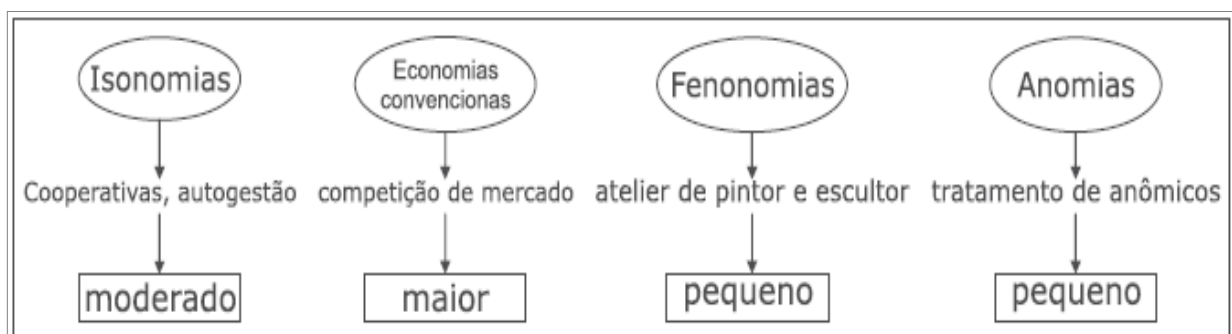 Isonomias
Economias
convencionas
Fenonomias
Anomias
Cooperativas, autogestão
competição de mercado
atelier de pintor e escultor
tratamento de anômicos
moderado
maior
pequeno
pequeno